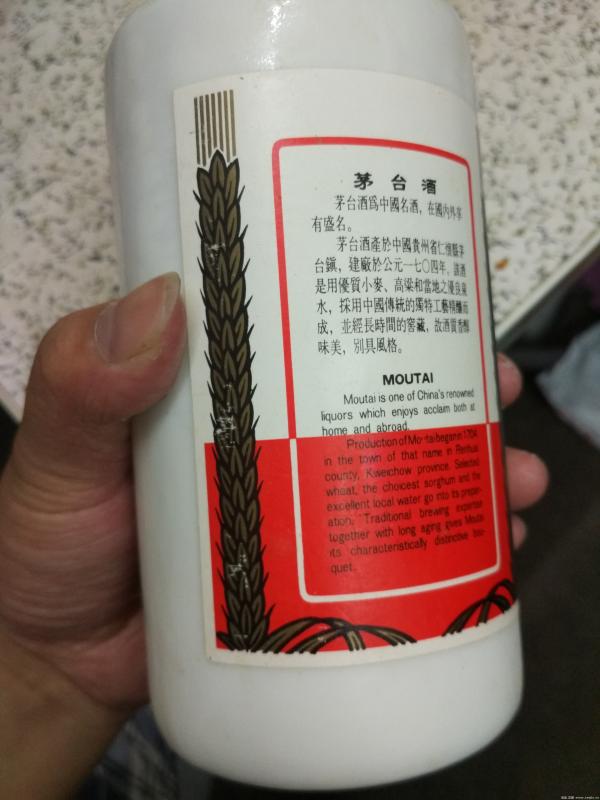 茅台酒
茅台酒爲中國名酒，在國內外享
有盛名。
茅台酒產於中國貴州省仁懷縣茅
台鎮，建廠於公元一七〇四年，該酒
是用優質小麥、高梁和當地之優良泉
水，採用中國傳統的獨特工藝精釀而
成，並經長時間的窖藏，故酒質香醇
味美，別具風格。
MOUTAI
Moutai is one of China's renowned
liquors which enjoys acclaim both at
home and abroad.
Production of Moutai began in 1704
in the town of that name in Renhuai
county, Kweichow province. Selected
wheat, the choicest sorghum and the
excellent local water go into its prepar-
ation. Traditional brewing expertise
together with long aging gives Moutai
its characteristically distinctive bou-
quet.